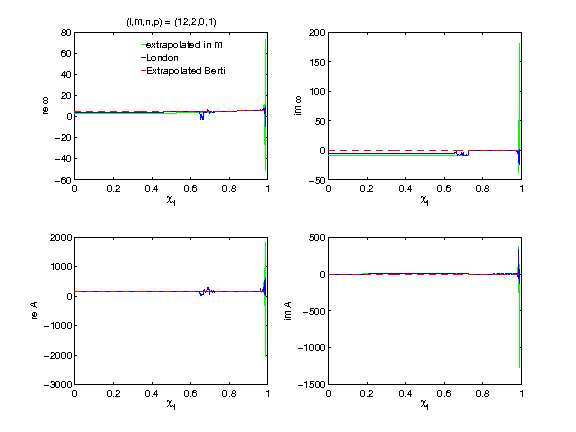 (l,m,n,p) = (12,2,0,1)
80
60
40
20
0
−20
−40
−60
re ω
extrapolated in M
London
Extrapolated Berti
0 0.2 0.4 0.6 0.8 1
χf
200
150
100
50
0
−50
im ω
0 0.2 0.4 0.6 0.8 1
χf
2000
1000
0
−1000
−2000
−3000
re A
0 0.2 0.4 0.6 0.8 1
χf
500
0
−500
−1000
−1500
im A
0 0.2 0.4 0.6 0.8 1
χf